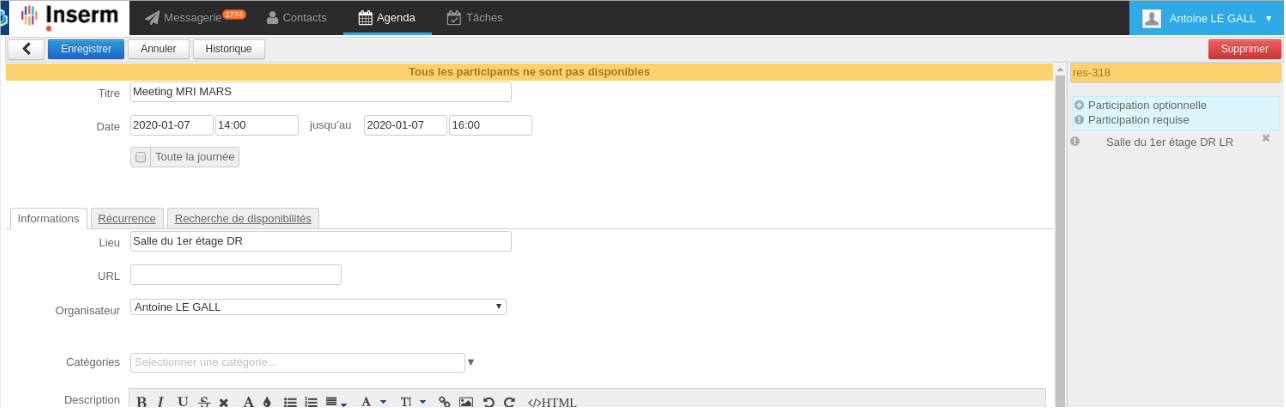 Inserm
Messagerie 1774
Contacts
Agenda
Tâches
Antoine LE GALL
Enregistrer
Annuler
Historique
Supprimer
Tous les participants ne sont pas disponibles
res-318
Titre
Meeting MRI MARS
Date
2020-01-07
14:00
jusqu'au
2020-01-07
16:00
Toute la journée
Participation optionnelle
Participation requise
Salle du 1er étage DR LR
Informations
Récurrence
Recherche de disponibilités
Lieu
Salle du 1er étage DR
URL
Organisateur
Antoine LE GALL
Catégories
Selectionner une catégorie...
Description
B I U S A A T </>HTML